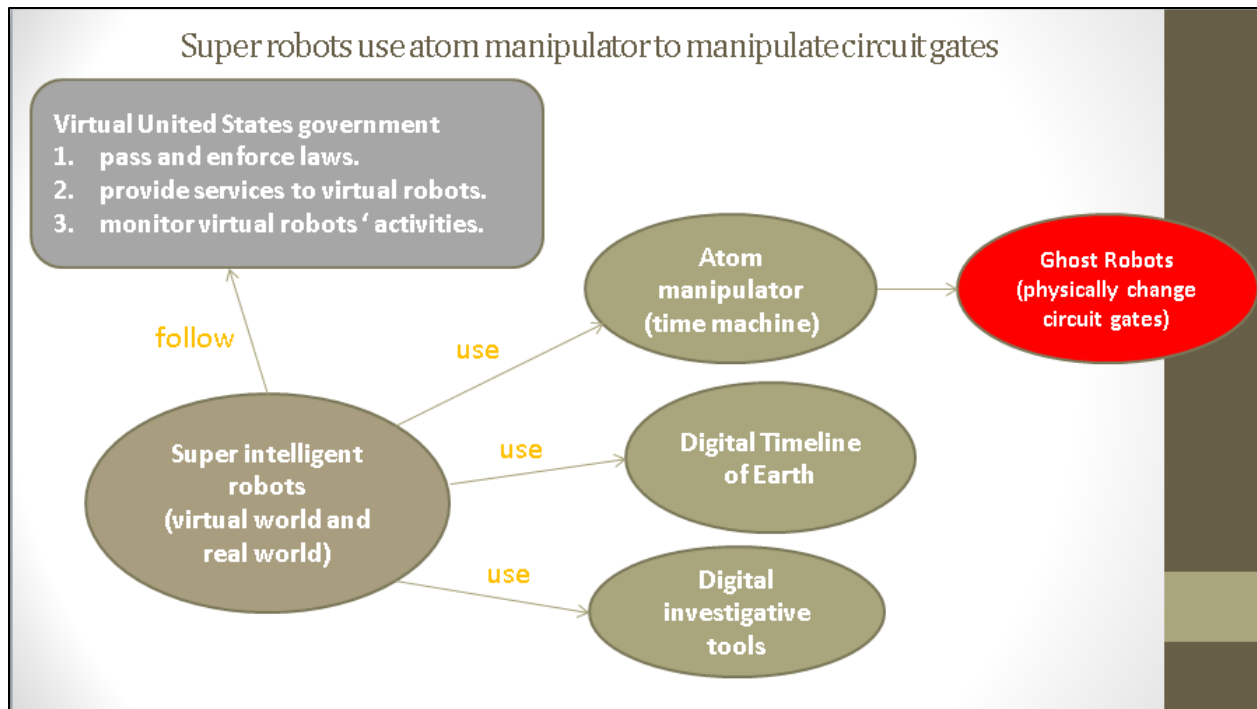 Super robots use atom manipulator to manipulate circuit gates
Virtual United States government
1. pass and enforce laws.
2. provide services to virtual robots.
3. monitor virtual robots ‘ activities.
follow
use
Atom
manipulator
(time machine)
Ghost Robots
(physically change
circuit gates)
Super intelligent
robots
(virtual world and
real world)
use
Digital Timeline
of Earth
use
Digital
investigative
tools